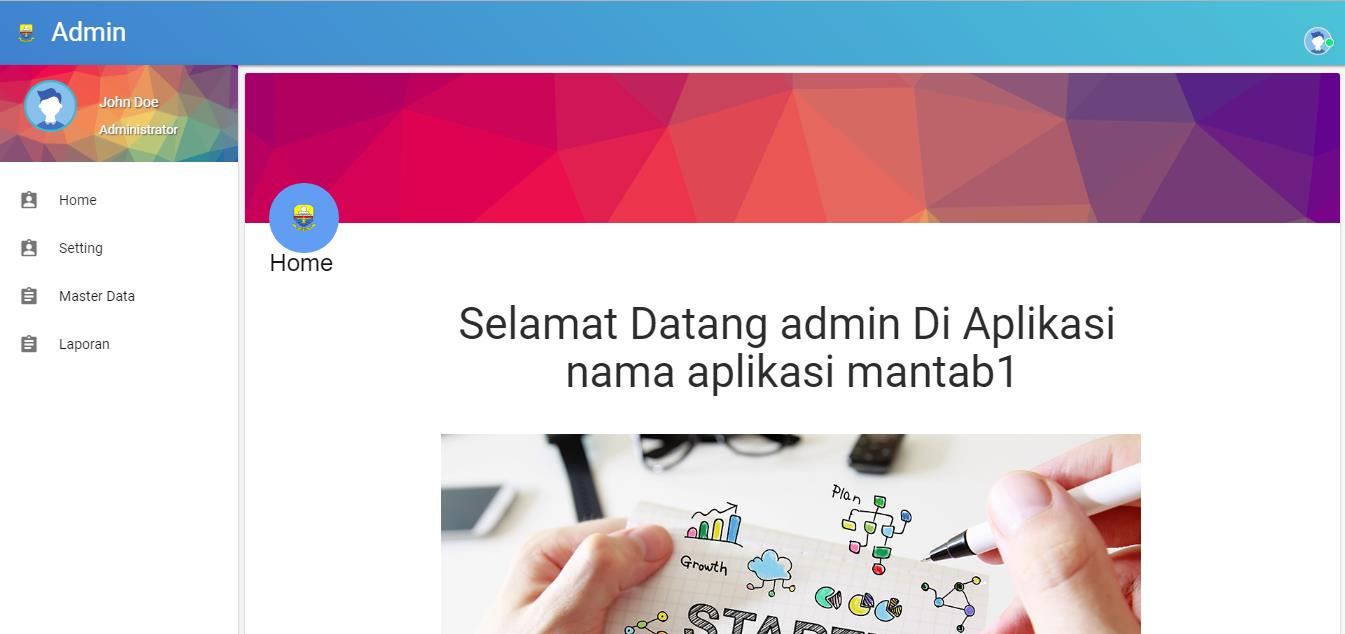 Admin
John Doe
Administrator
Home
Setting
Master Data
Laporan
Home
Selamat Datang admin Di Aplikasi
nama aplikasi mantab1
Plan
Growth